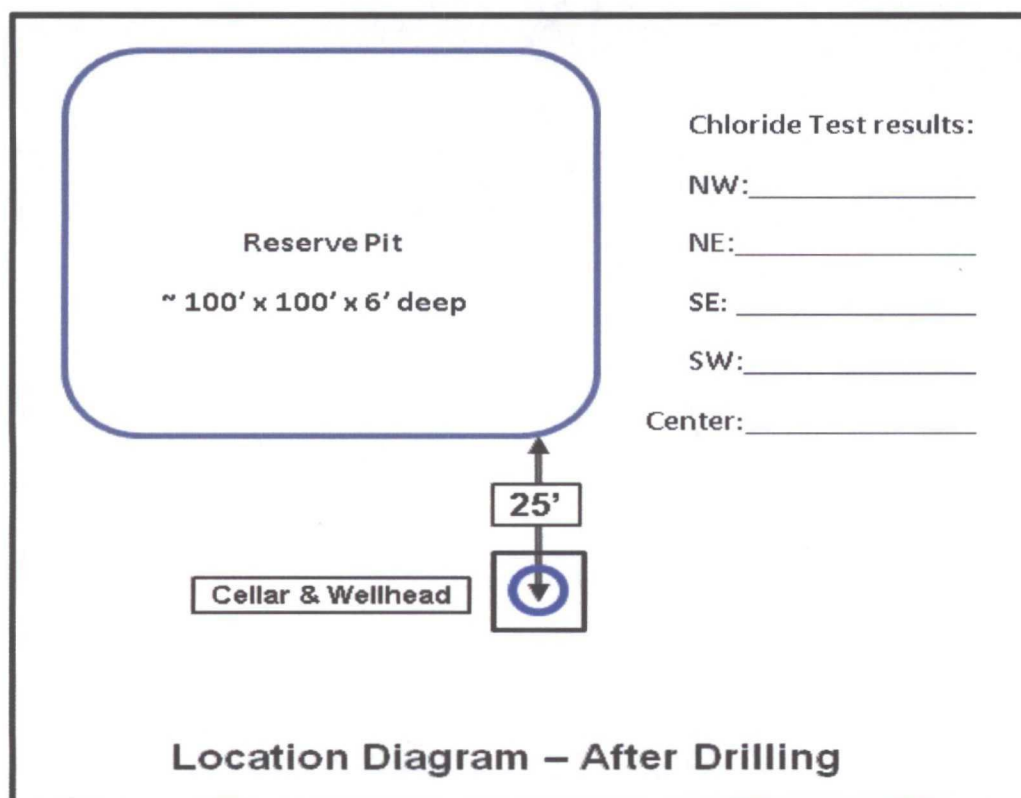 Chloride Test results:
NW:
NE:
SE:
SW:
Center:
Reserve Pit
~ 100' x 100' x 6' deep
25'
Cellar & Wellhead
Location Diagram – After Drilling